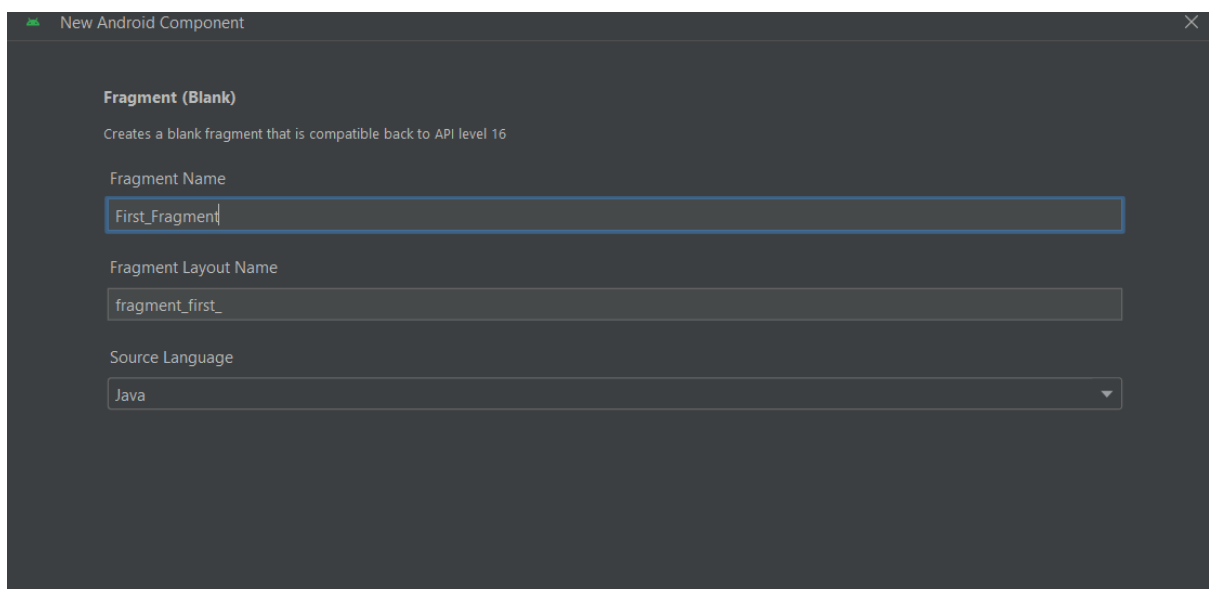 New Android Component
Fragment (Blank)
Creates a blank fragment that is compatible back to API level 16
Fragment Name
First_Fragment
Fragment Layout Name
fragment_first_
Source Language
Java